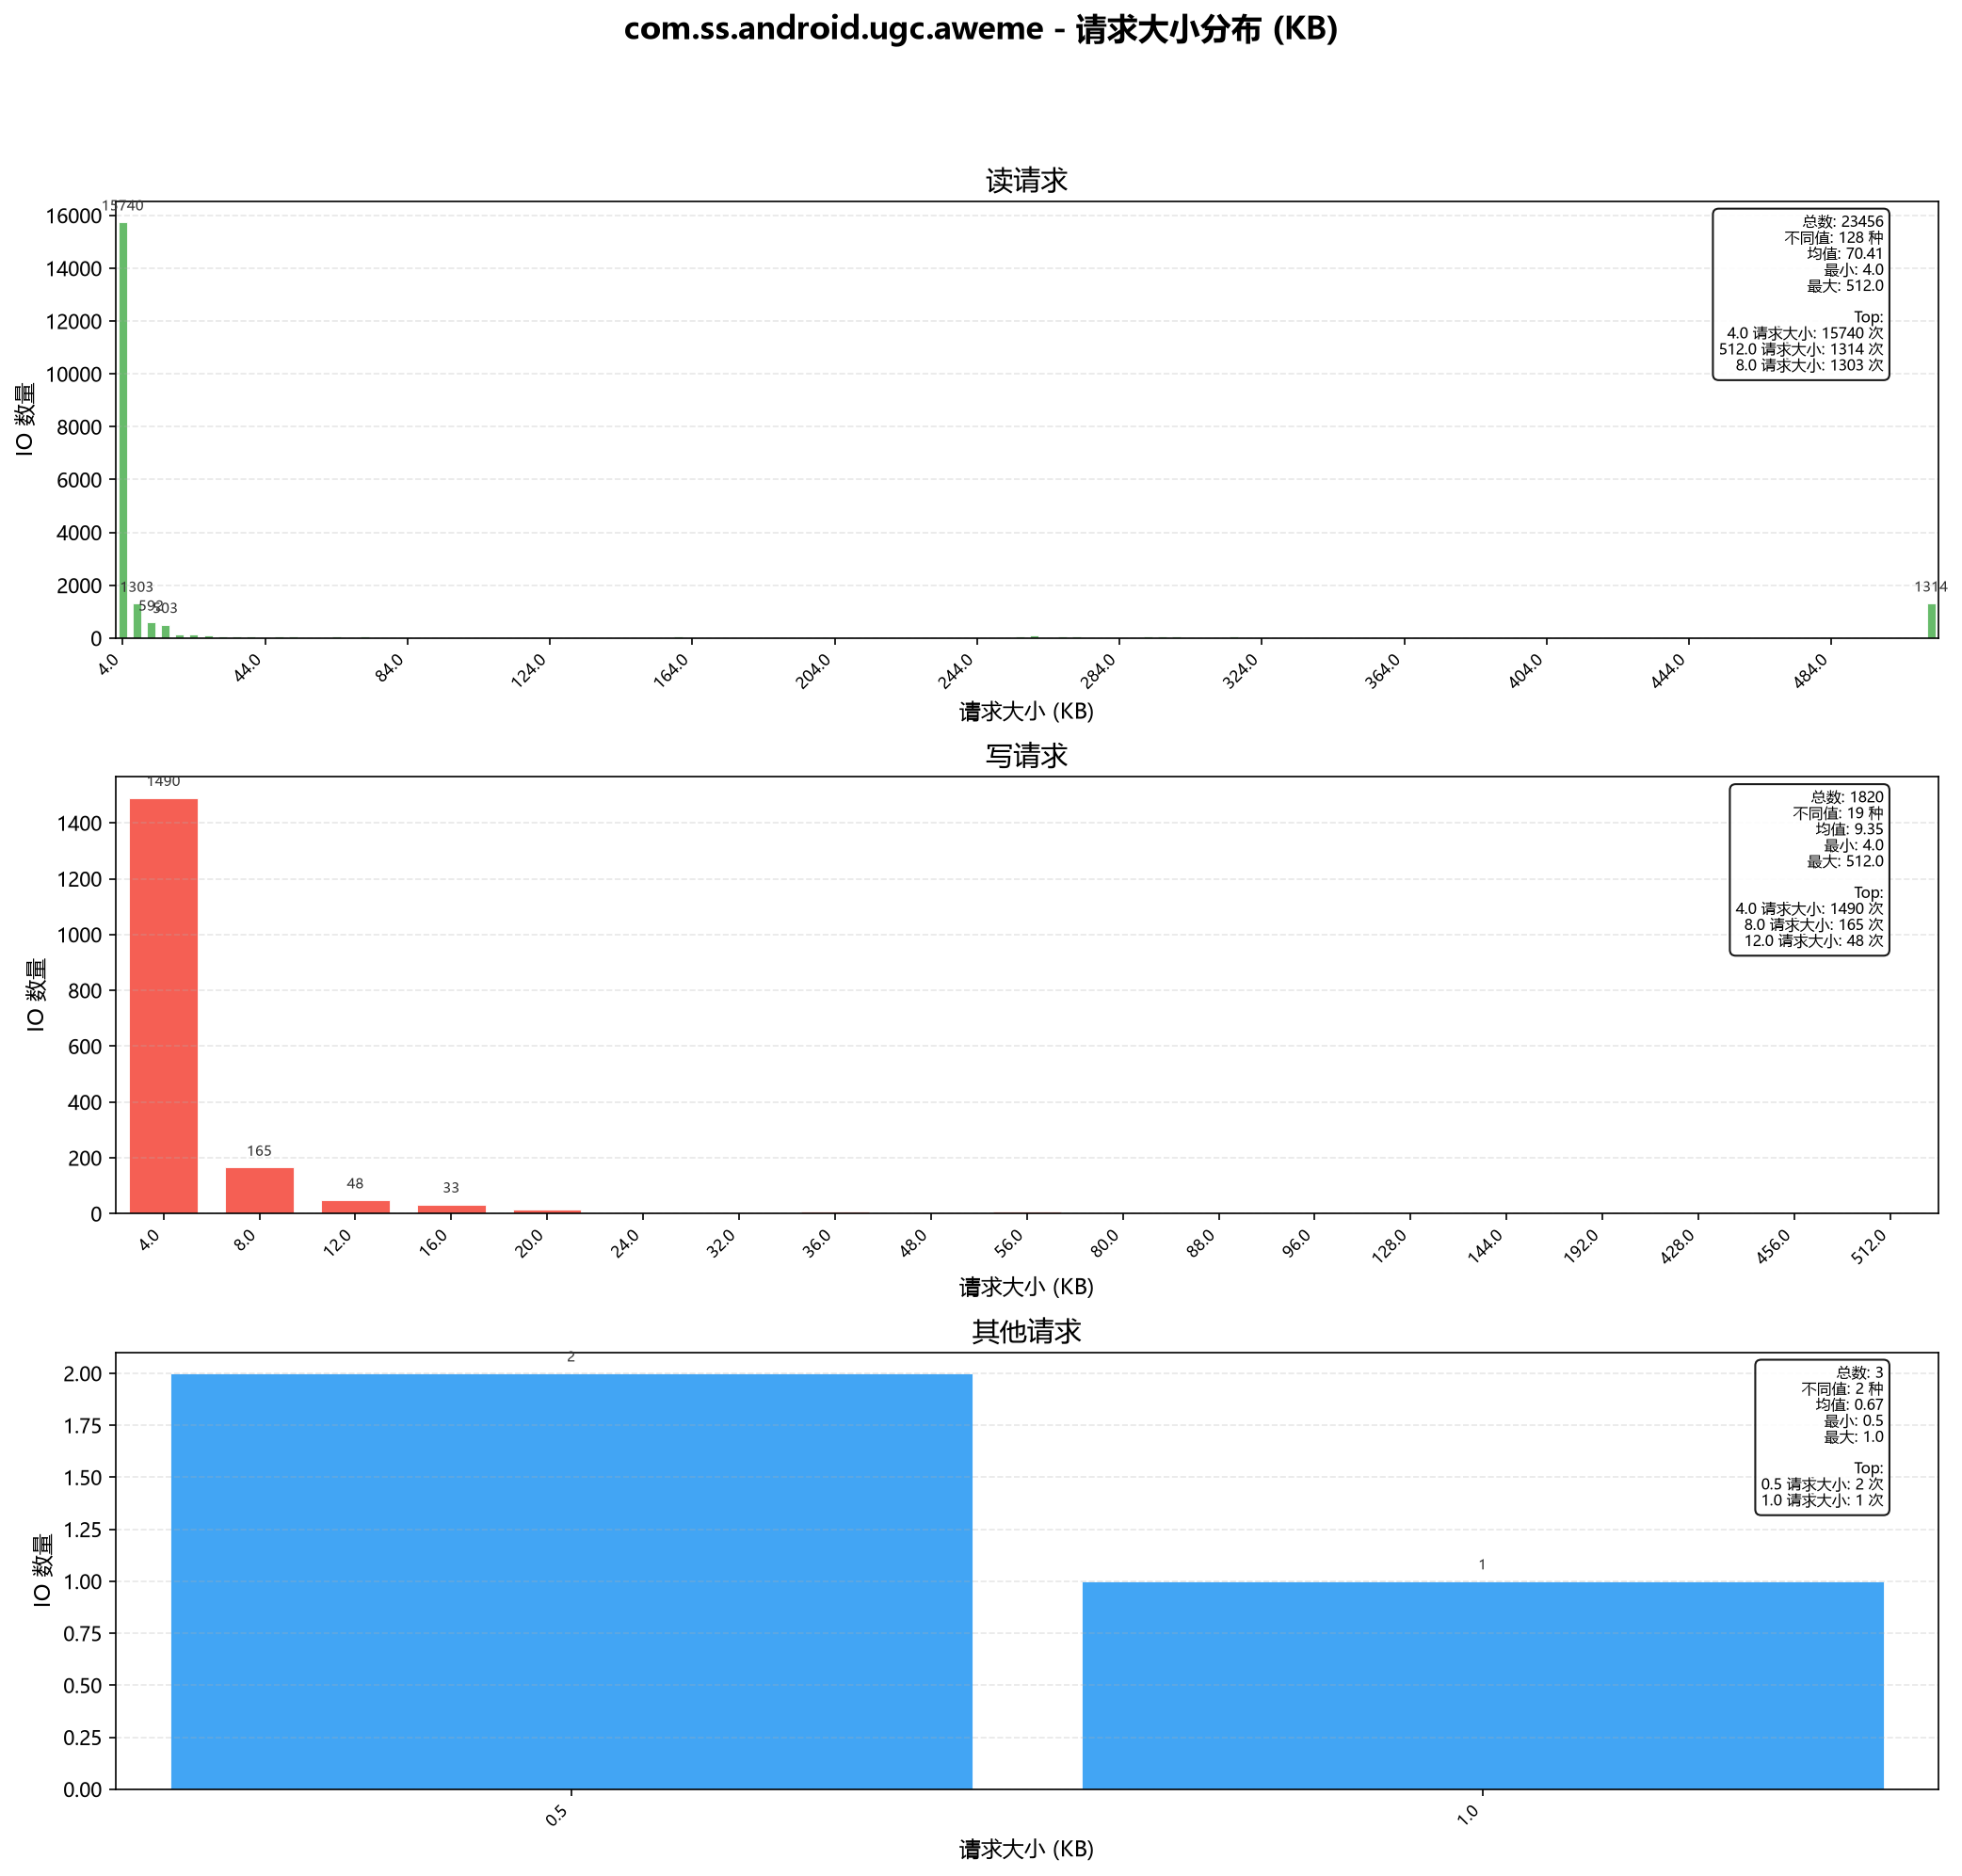 com.ss.android.ugc.aweme - 请求大小分布 (KB)
读请求
IO 数量
16000
14000
12000
10000
8000
6000
4000
2000
0
15740
1303
592
503
1314
总数: 23456
不同值: 128 种
均值: 70.41
最小: 4.0
最大: 512.0
Top:
4.0 请求大小: 15740 次
512.0 请求大小: 1314 次
8.0 请求大小: 1303 次
4.0 44.0 84.0 124.0 164.0 204.0 244.0 284.0 324.0 364.0 404.0 444.0 484.0
请求大小 (KB)
写请求
IO 数量
1400
1200
1000
800
600
400
200
0
1490
165
48
33
总数: 1820
不同值: 19 种
均值: 9.35
最小: 4.0
最大: 512.0
Top:
4.0 请求大小: 1490 次
8.0 请求大小: 165 次
12.0 请求大小: 48 次
4.0 8.0 12.0 16.0 20.0 24.0 32.0 36.0 48.0 56.0 80.0 88.0 96.0 128.0 144.0 192.0 428.0 456.0 512.0
请求大小 (KB)
其他请求
IO 数量
2.00
1.75
1.50
1.25
1.00
0.75
0.50
0.25
0.00
2
1
总数: 3
不同值: 2 种
均值: 0.67
最小: 0.5
最大: 1.0
Top:
0.5 请求大小: 2 次
1.0 请求大小: 1 次
0.5 1.0
请求大小 (KB)